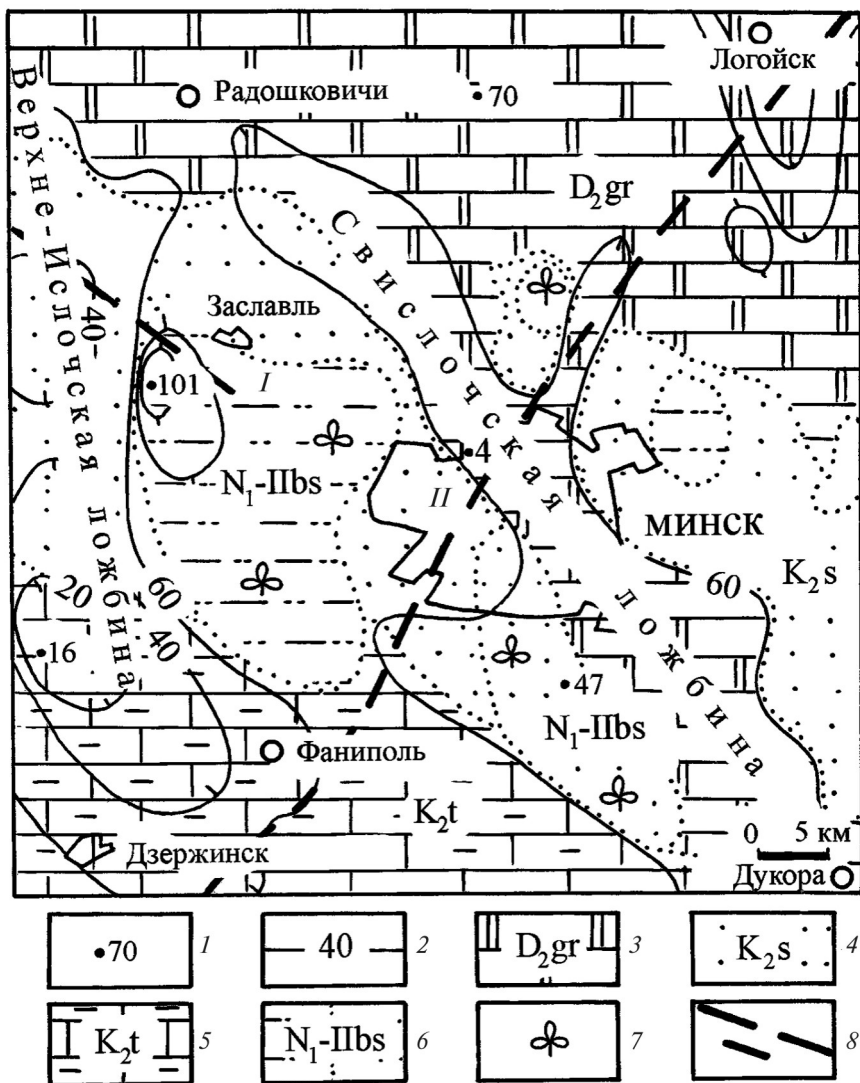 Логойск
Радошковичи
70
D₂gr
Верхне-Ислочская ложбина
Свислочская ложбина
Заславль
40
101
I
4
N₁-IIbs
II
МИНСК
K₂s
60
20
60
40
16
47
N₁-IIbs
Фаниполь
K₂t
0 5 км
Дзержинск
Дукора
70 1
40 2
D₂gr 3
K₂s 4
K₂t 5
N₁-IIbs 6
7
8